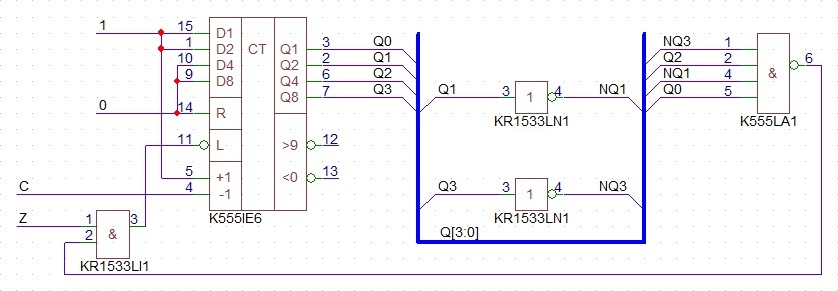 1
0
C
Z
15
1
10
9
14
11
5
4
D1
D2
D4
D8
R
L
+1
-1
CT
Q1
Q2
Q4
Q8
>9
<0
3
2
6
7
12
13
K555IE6
1
2
&
3
KR1533LI1
Q0
Q1
Q2
Q3
Q1
3
1
4
NQ1
KR1533LN1
Q3
3
1
4
NQ3
KR1533LN1
Q[3:0]
NQ3
Q2
NQ1
Q0
1
2
4
5
&
6
K555LA1